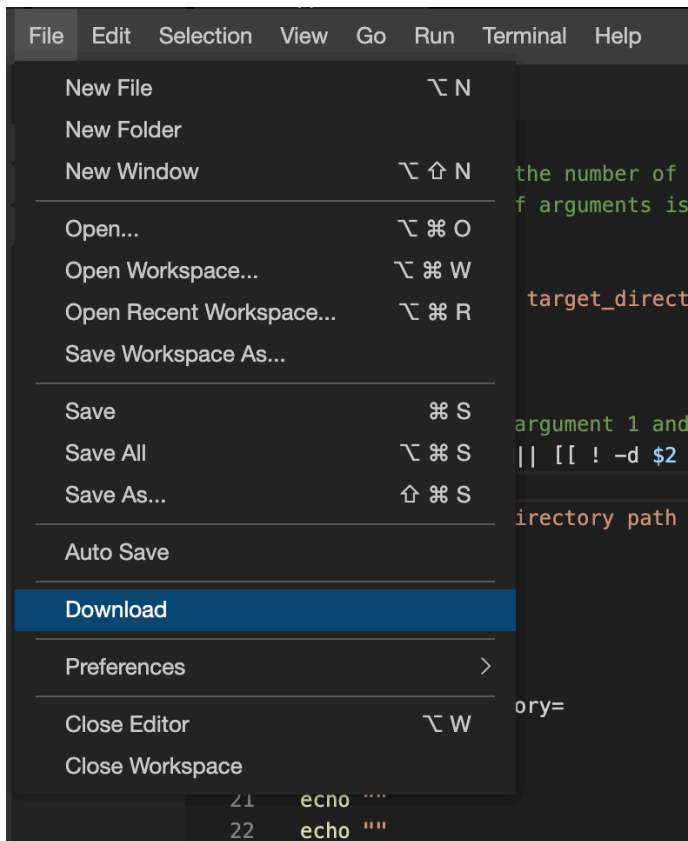 File Edit Selection View Go Run Terminal Help
New File ⌥ N
New Folder
New Window ⌥ ⇧ N
the number of
f arguments is
Open... ⌥ ⌘ O
Open Workspace... ⌥ ⌘ W
Open Recent Workspace... ⌥ ⌘ R
target_direct
Save Workspace As...
Save ⌘ S
argument 1 and
Save All ⌥ ⌘ S
|| [[ ! -d $2
Save As... ⇧ ⌘ S
irectory path
Auto Save
Download
Preferences >
ory=
Close Editor ⌥ W
Close Workspace
21 echo ""
22 echo ""